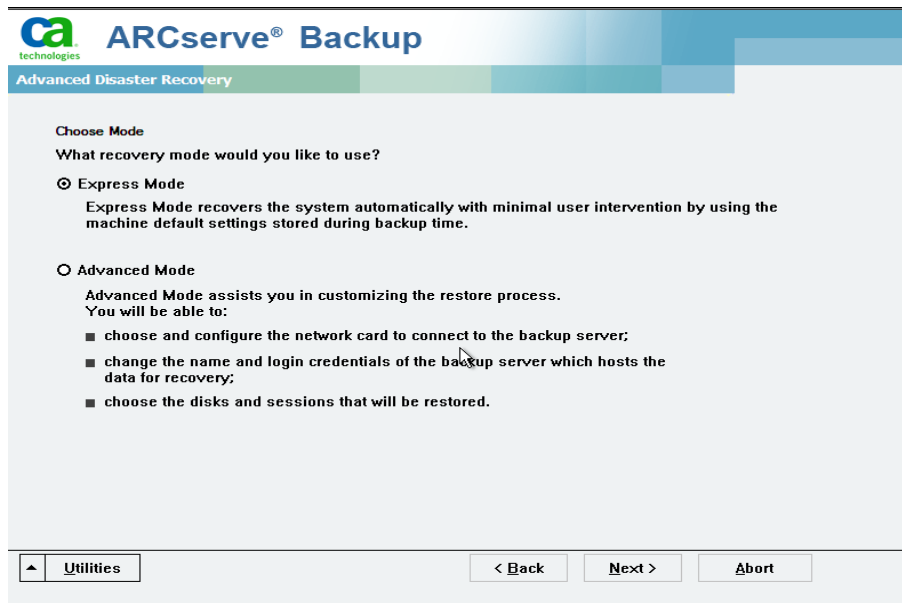 ca
technologies
ARCserve® Backup
Advanced Disaster Recovery
Choose Mode
What recovery mode would you like to use?
Express Mode
Express Mode recovers the system automatically with minimal user intervention by using the
machine default settings stored during backup time.
Advanced Mode
Advanced Mode assists you in customizing the restore process.
You will be able to:
choose and configure the network card to connect to the backup server;
change the name and login credentials of the backup server which hosts the
data for recovery;
choose the disks and sessions that will be restored.
Utilities
< Back
Next >
Abort